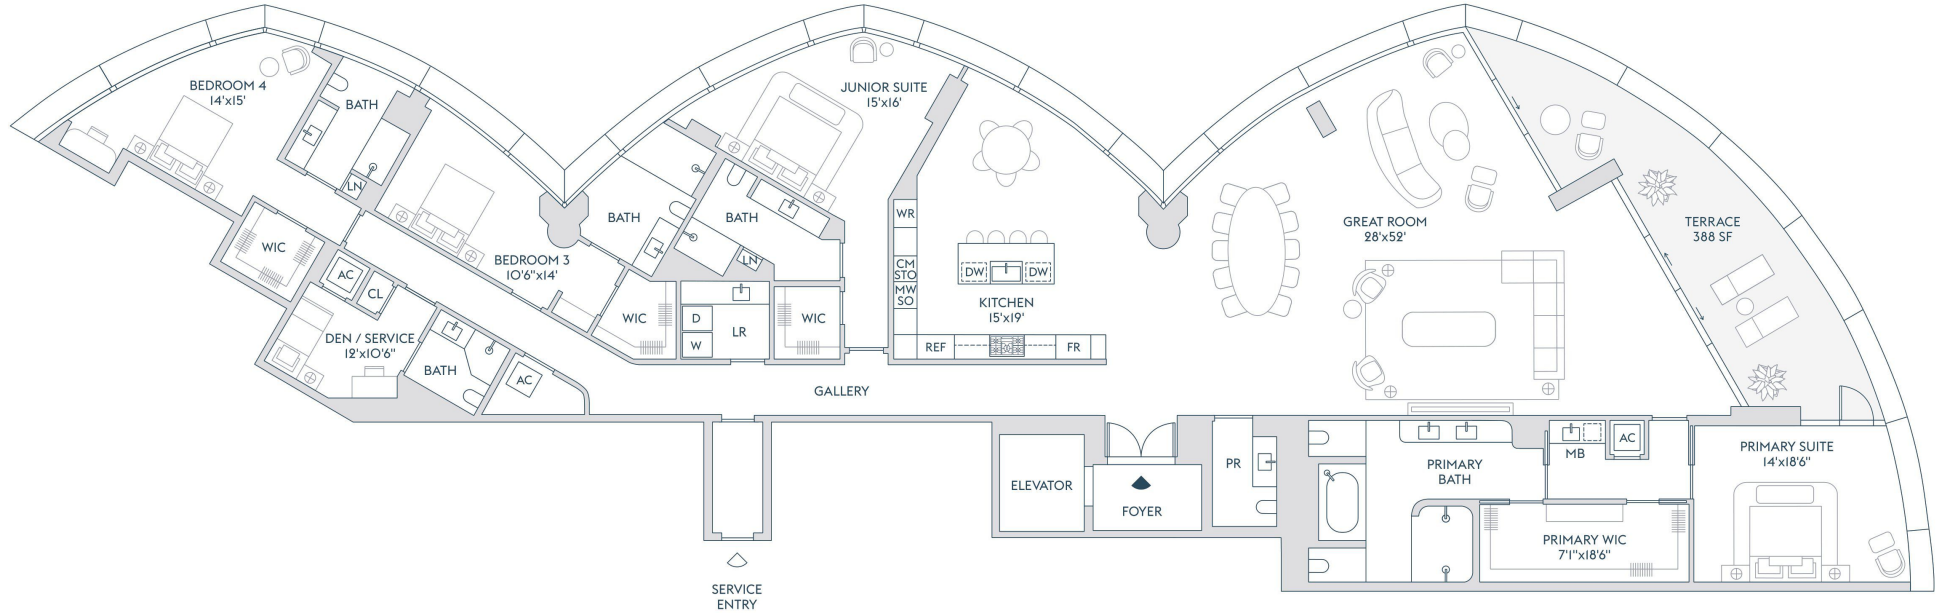 BEDROOM 4
14'x15'
BATH
LN
WIC
AC
CL
DEN / SERVICE
12'x10'6"
BATH
AC
BEDROOM 3
10'6"x14'
BATH
WIC
JUNIOR SUITE
15'x16'
BATH
LN
D
W
LR
WIC
WR
CM
STO
MW
SO
DW
DW
KITCHEN
15'x19'
REF
FR
GALLERY
GREAT ROOM
28'x52'
TERRACE
388 SF
SERVICE
ENTRY
ELEVATOR
FOYER
PR
PRIMARY
BATH
MB
AC
PRIMARY WIC
7'1"x18'6"
PRIMARY SUITE
14'x18'6"